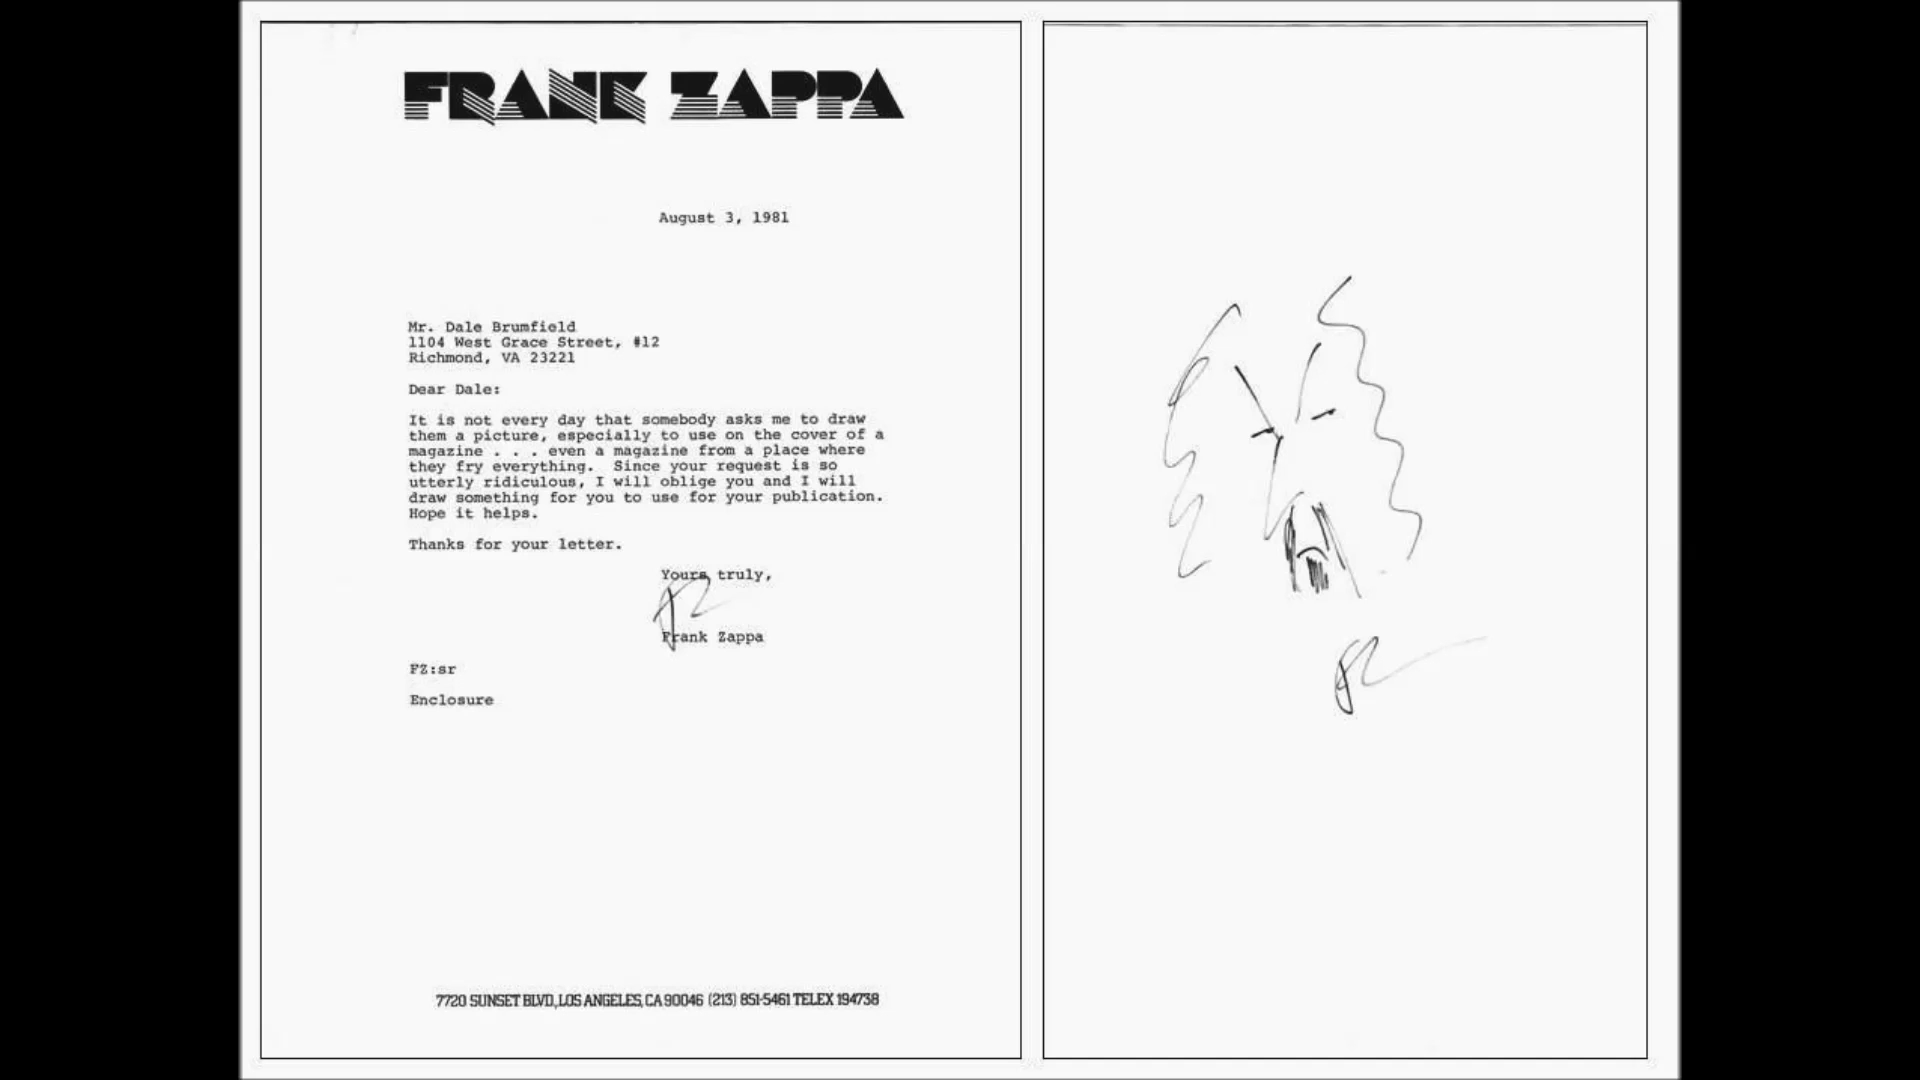 FRANK ZAPPA
August 3, 1981
Mr. Dale Brumfield
1104 West Grace Street, #12
Richmond, VA 23221
Dear Dale:
It is not every day that somebody asks me to draw
them a picture, especially to use on the cover of a
magazine . . . even a magazine from a place where
they fry everything.  Since your request is so
utterly ridiculous, I will oblige you and I will
draw something for you to use for your publication.
Hope it helps.
Thanks for your letter.
Yours truly,
FZ
Frank Zappa
FZ:sr
Enclosure
7720 SUNSET BLVD., LOS ANGELES, CA 90046 (213) 851-5461 TELEX 194738
FZ